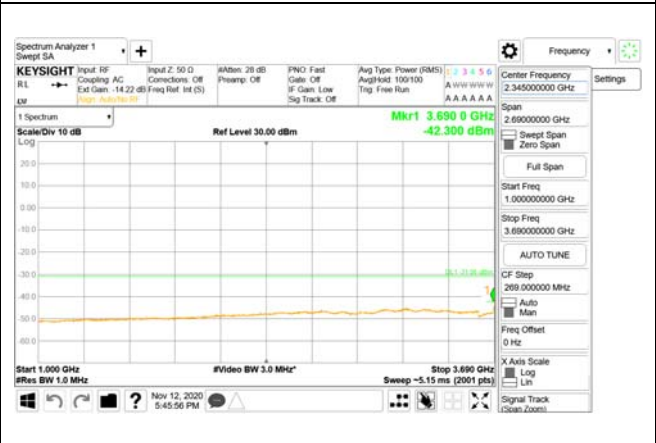 Spectrum Analyzer 1
Swept SA
+
Frequency
KEYSIGHT
Input: RF
Coupling: AC
Ext Gain: -14.22 dB
Align: Auto/No RF
Input Z: 50 Ω
Corrections: Off
Freq Ref: Int (S)
#Atten: 28 dB
Preamp: Off
PNO: Fast
Gate: Off
IF Gain: Low
Sig Track: Off
Avg Type: Power (RMS)
Avg|Hold: 100/100
Trig: Free Run
1 2 3 4 5 6
A W W W W W
A A A A A A
RL
LXI
1 Spectrum
Scale/Div 10 dB
Ref Level 30.00 dBm
Mkr1 3.690 0 GHz
-42.300 dBm
Log
20.0
10.0
0.00
-10.0
-20.0
-30.0
-40.0
-50.0
-60.0
1
Start 1.000 GHz
#Res BW 1.0 MHz
#Video BW 3.0 MHz*
Stop 3.690 GHz
Sweep ~5.15 ms (2001 pts)
Center Frequency
2.345000000 GHz
Settings
Span
2.69000000 GHz
Swept Span
Zero Span
Full Span
Start Freq
1.000000000 GHz
Stop Freq
3.690000000 GHz
AUTO TUNE
CF Step
269.000000 MHz
Auto
Man
Freq Offset
0 Hz
X Axis Scale
Log
Lin
Signal Track
(Span Zoom)
?
Nov 12, 2020
5:45:56 PM